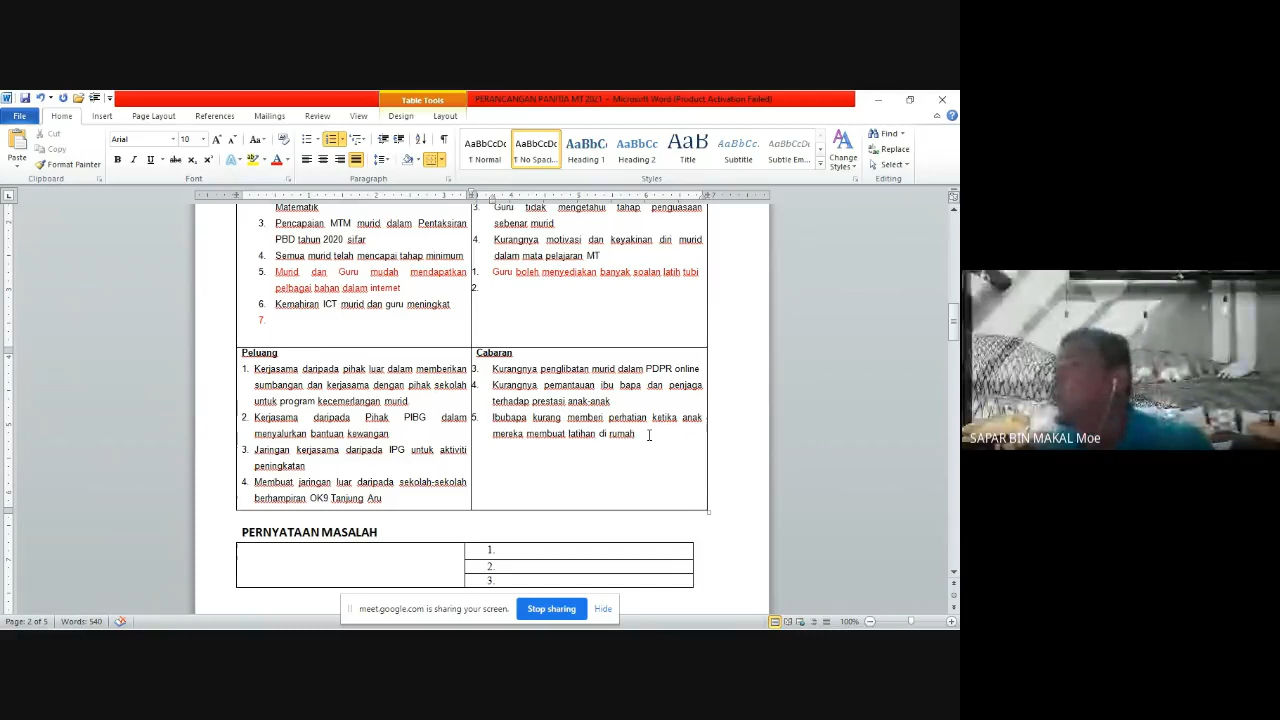 Table Tools
PERANCANGAN PANITIA MT 2021 - Microsoft Word (Product Activation Failed)
File Home Insert Page Layout References Mailings Review View Design Layout
Cut
Copy
Format Painter
Paste
Clipboard
Arial 10
Font
Paragraph
AaBbCcDc AaBbCcDc AaBbC AaBbCc AaB AaBbCc. AaBbCcDc
¶ Normal ¶ No Spaci... Heading 1 Heading 2 Title Subtitle Subtle Em...
Styles
Change Styles
Find
Replace
Select
Editing
Matematik
3. Pencapaian MTM murid dalam Pentaksiran
PBD tahun 2020 sifar
4. Semua murid telah mencapai tahap minimum
5. Murid dan Guru mudah mendapatkan
pelbagai bahan dalam internet
6. Kemahiran ICT murid dan guru meningkat
7.
3. Guru tidak mengetahui tahap penguasaan
sebenar murid
4. Kurangnya motivasi dan keyakinan diri murid
dalam mata pelajaran MT
1. Guru boleh menyediakan banyak soalan latih tubi
2.
Peluang
1. Kerjasama daripada pihak luar dalam memberikan
sumbangan dan kerjasama dengan pihak sekolah
untuk program kecemerlangan murid.
2. Kerjasama daripada Pihak PIBG dalam
menyalurkan bantuan kewangan
3. Jaringan kerjasama daripada IPG untuk aktiviti
peningkatan
4. Membuat jaringan luar daripada sekolah-sekolah
berhampiran OK9 Tanjung Aru
Cabaran
3. Kurangnya penglibatan murid dalam PDPR online
4. Kurangnya pemantauan ibu bapa dan penjaga
terhadap prestasi anak-anak
5. Ibubapa kurang memberi perhatian ketika anak
mereka membuat latihan di rumah
PERNYATAAN MASALAH
1.
2.
3.
meet.google.com is sharing your screen. Stop sharing Hide
Page: 2 of 5 Words: 540 100%
SAPAR BIN MAKAL Moe